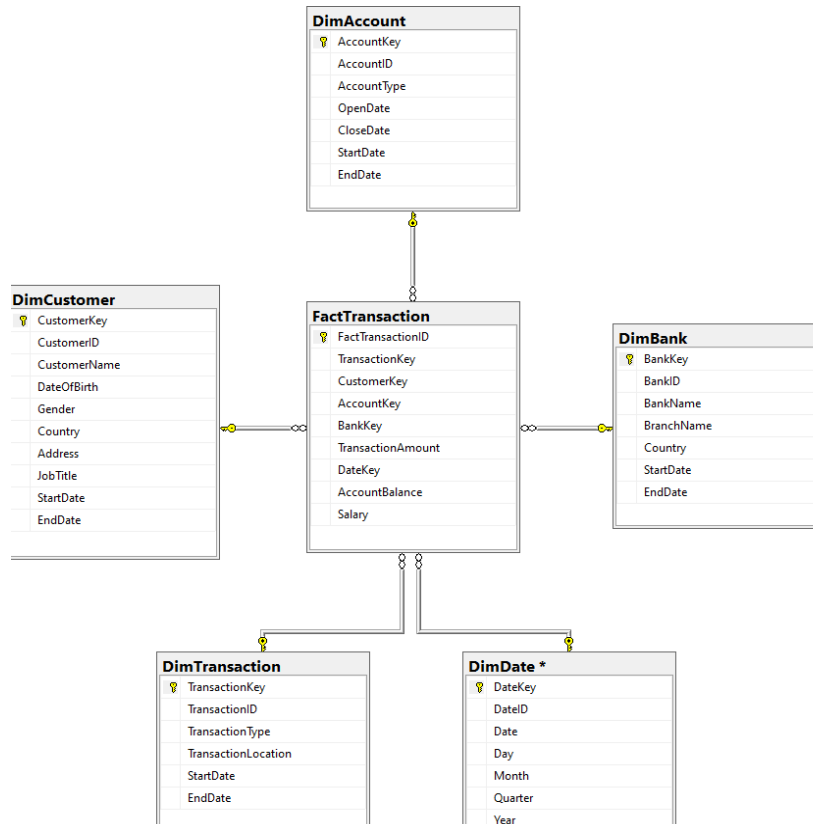 DimAccount
AccountKey
AccountID
AccountType
OpenDate
CloseDate
StartDate
EndDate
DimCustomer
CustomerKey
CustomerID
CustomerName
DateOfBirth
Gender
Country
Address
JobTitle
StartDate
EndDate
FactTransaction
FactTransactionID
TransactionKey
CustomerKey
AccountKey
BankKey
TransactionAmount
DateKey
AccountBalance
Salary
DimBank
BankKey
BankID
BankName
BranchName
Country
StartDate
EndDate
DimTransaction
TransactionKey
TransactionID
TransactionType
TransactionLocation
StartDate
EndDate
DimDate *
DateKey
DateID
Date
Day
Month
Quarter
Year